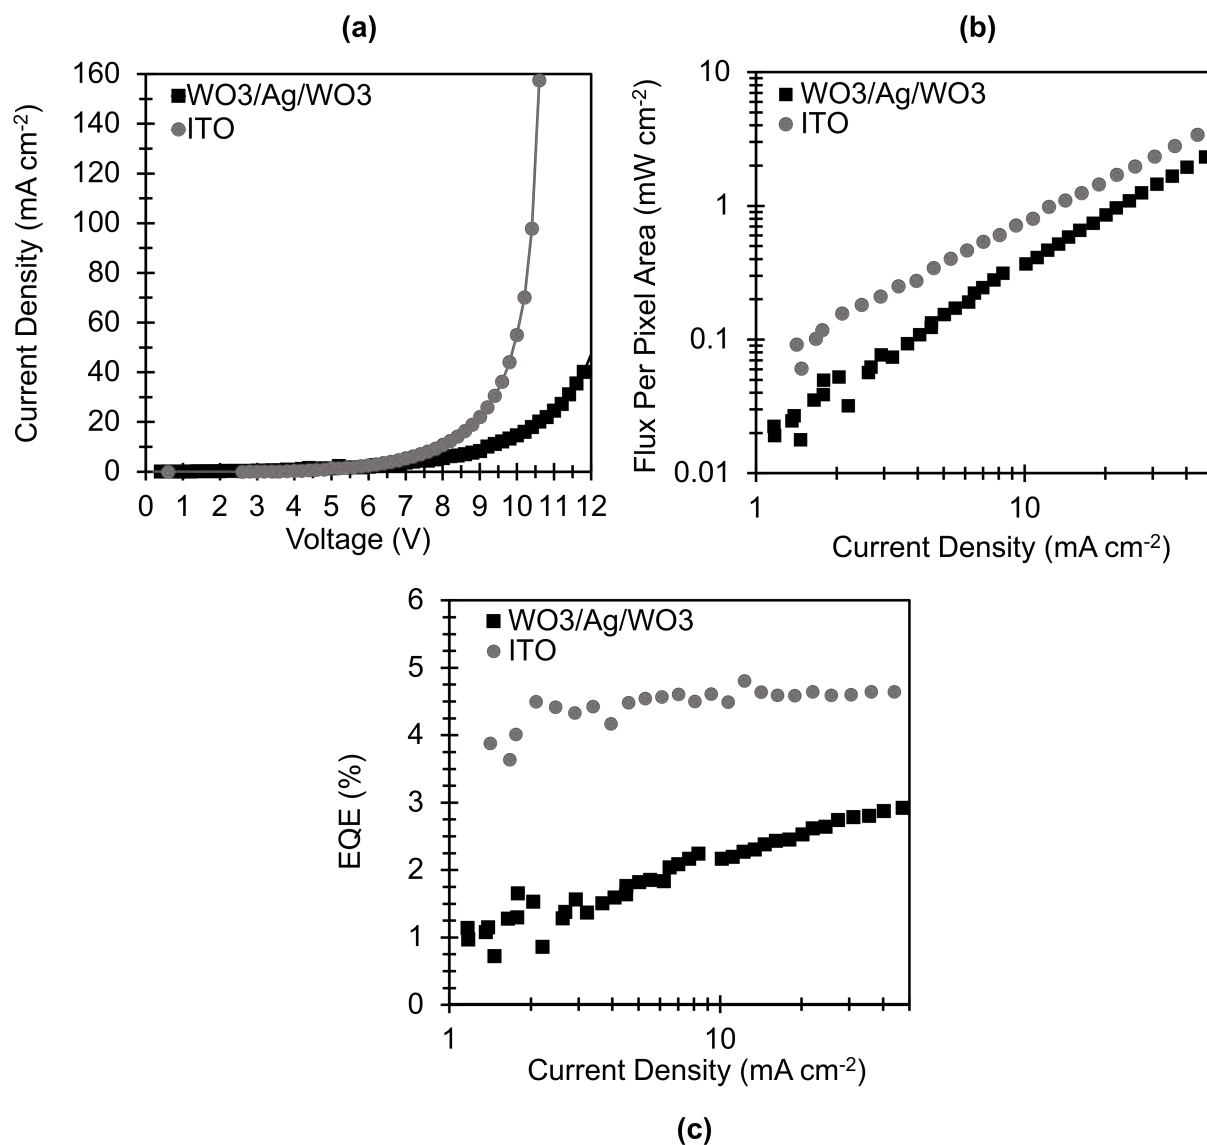 (a)
160
140
120
100
80
60
40
20
0
Current Density (mA cm-2)
WO3/Ag/WO3
ITO
0 1 2 3 4 5 6 7 8 9 10 11 12
Voltage (V)
(b)
10
1
0.1
0.01
Flux Per Pixel Area (mW cm-2)
WO3/Ag/WO3
ITO
1 10
Current Density (mA cm-2)
6
5
4
3
2
1
0
EQE (%)
WO3/Ag/WO3
ITO
1 10
Current Density (mA cm-2)
(c)